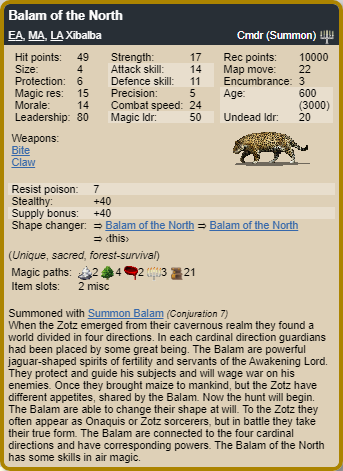 Balam of the North
EA, MA, LA Xibalba Cmdr (Summon)
Hit points: 49 Strength: 17 Rec points: 10000
Size: 4 Attack skill: 14 Map move: 22
Protection: 6 Defence skill: 11 Encumbrance: 3
Magic res: 15 Precision: 5 Age: 600
Morale: 14 Combat speed: 24 (3000)
Leadership: 80 Magic ldr: 50 Undead ldr: 20
Weapons:
Bite
Claw
Resist poison: 7
Stealthy: +40
Supply bonus: +40
Shape changer: ⇒ Balam of the North ⇒ Balam of the North
⇒ ‹this›
(Unique, sacred, forest-survival)
Magic paths: 2 4 2 3 21
Item slots: 2 misc
Summoned with Summon Balam (Conjuration 7)
When the Zotz emerged from their cavernous realm they found a
world divided in four directions. In each cardinal direction guardians
had been placed by some great being. The Balam are powerful
jaguar-shaped spirits of fertility and servants of the Awakening Lord.
They protect and guide his subjects and will wage war on his
enemies. Once they brought maize to mankind, but the Zotz have
different appetites, shared by the Balam. Now the hunt will begin.
The Balam are able to change their shape at will. To the Zotz they
often appear as Onaquis or Zotz sorcerers, but in battle they take
their true form. The Balam are connected to the four cardinal
directions and have corresponding powers. The Balam of the North
has some skills in air magic.